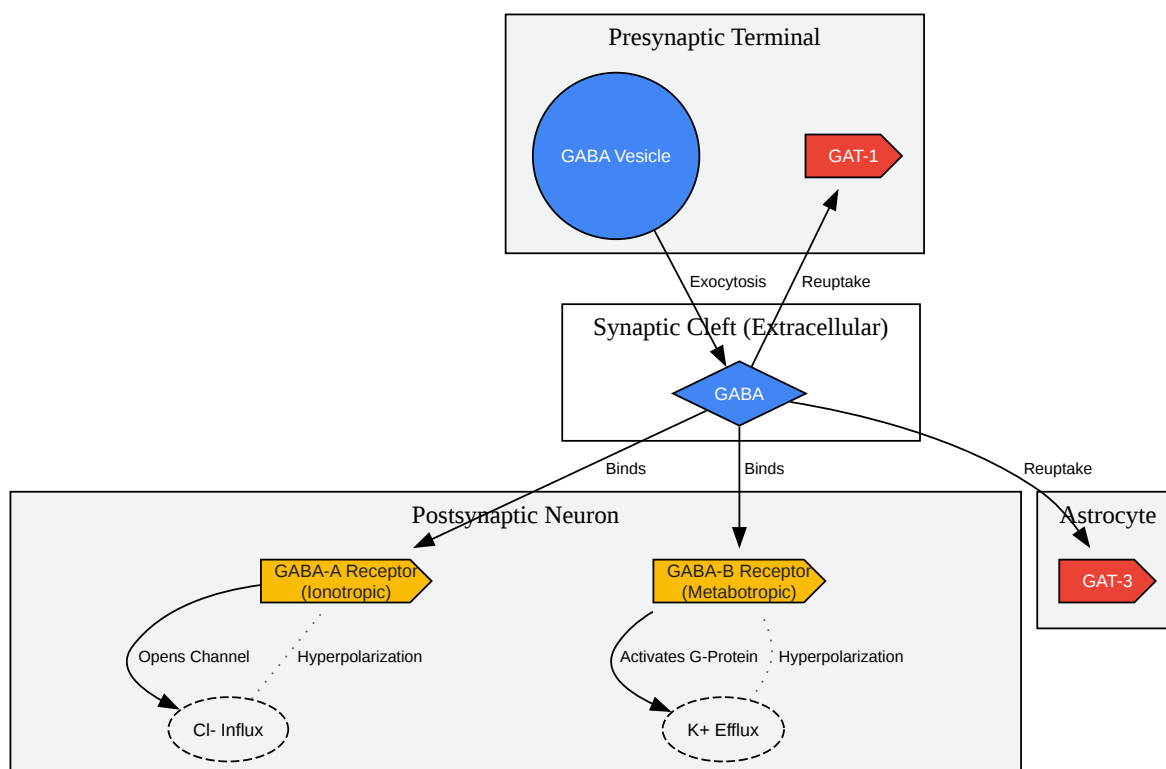 Presynaptic Terminal
GABA Vesicle
GAT-1
Exocytosis
Reuptake
Synaptic Cleft (Extracellular)
GABA
Binds
Binds
Reuptake
Postsynaptic Neuron
Astrocyte
GABA-A Receptor
(Ionotropic)
GABA-B Receptor
(Metabotropic)
GAT-3
Opens Channel
Hyperpolarization
Activates G-Protein
Hyperpolarization
Cl- Influx
K+ Efflux